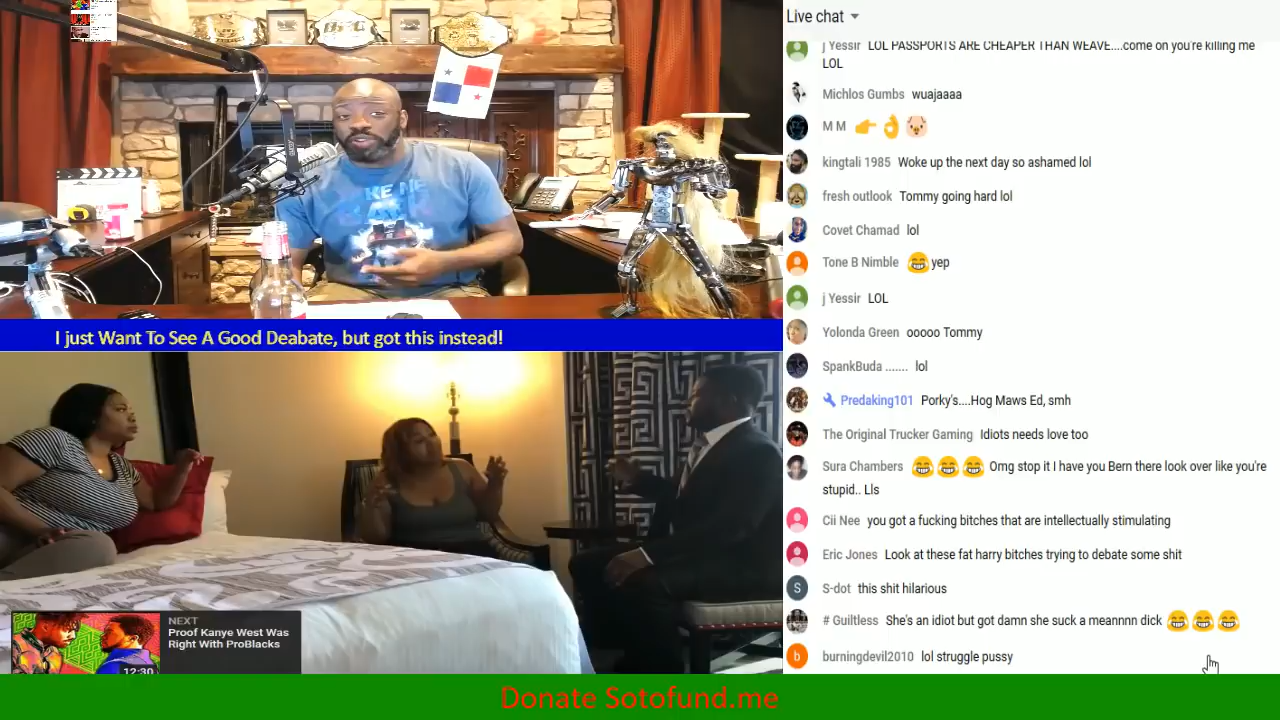 UFC
KE ME
I just Want To See A Good Deabate, but got this instead!
NEXT
Proof Kanye West Was
Right With ProBlacks
12:30
Live chat
j Yessir LOL PASSPORTS ARE CHEAPER THAN WEAVE....come on you're killing me
LOL
Michlos Gumbs wuajaaaa
M M 👉👌🐷
kingtali 1985 Woke up the next day so ashamed lol
fresh outlook Tommy going hard lol
Covet Chamad lol
Tone B Nimble 😂yep
j Yessir LOL
Yolonda Green ooooo Tommy
SpankBuda ....... lol
Predaking101 Porky's....Hog Maws Ed, smh
The Original Trucker Gaming Idiots needs love too
Sura Chambers 😂😂😂 Omg stop it I have you Bern there look over like you're
stupid.. Lls
Cii Nee you got a fucking bitches that are intellectually stimulating
Eric Jones Look at these fat harry bitches trying to debate some shit
S
S-dot this shit hilarious
# Guiltless She's an idiot but got damn she suck a meannnn dick 😂😂😂
b
burningdevil2010 lol struggle pussy
Donate Sotofund.me